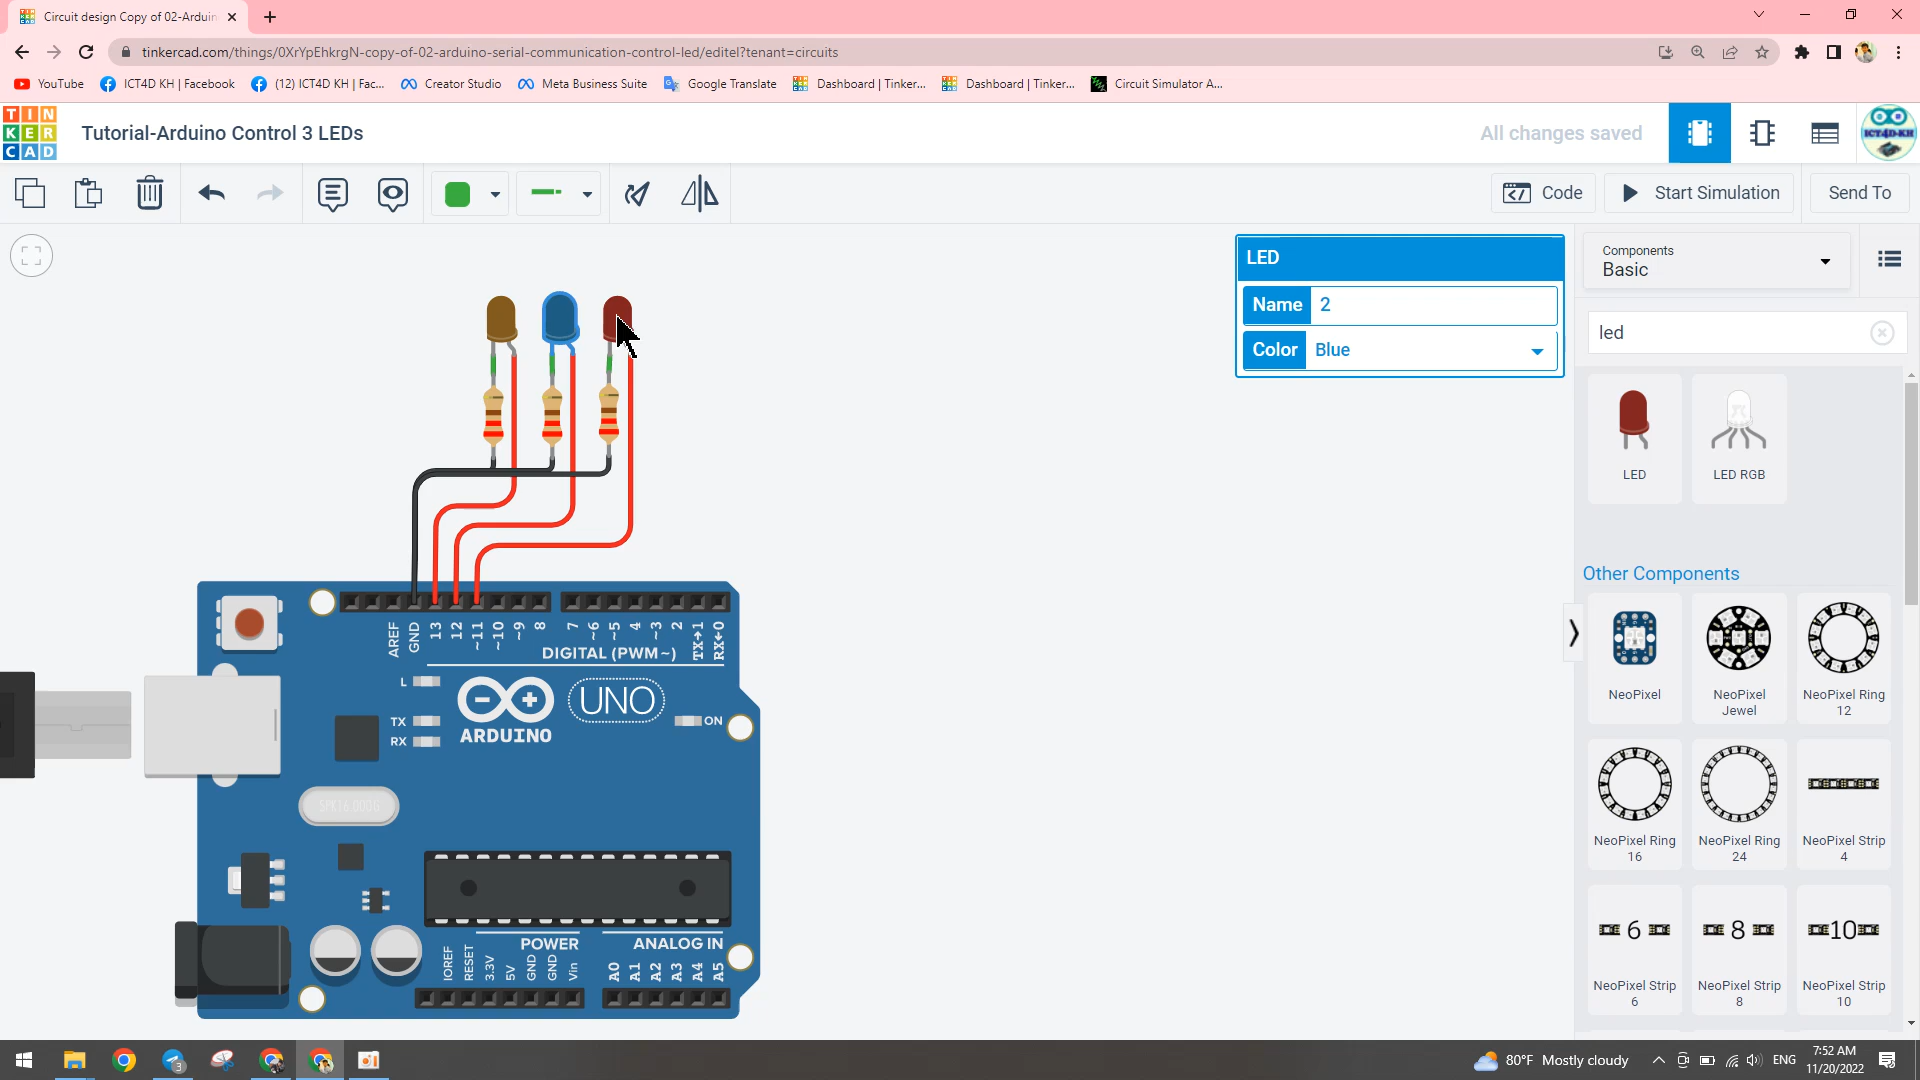 Circuit design Copy of 02-Arduin
tinkercad.com/things/0XrYpEhkrgN-copy-of-02-arduino-serial-communication-control-led/editel?tenant=circuits
YouTube
ICT4D KH | Facebook
(12) ICT4D KH | Fac...
Creator Studio
Meta Business Suite
Google Translate
Dashboard | Tinker...
Dashboard | Tinker...
Circuit Simulator A...
TIN
KER
CAD
Tutorial-Arduino Control 3 LEDs
All changes saved
ICT4D-KH
Code
Start Simulation
Send To
LED
Name 2
Color Blue
Components
Basic
led
LED
LED RGB
Other Components
NeoPixel
NeoPixel Jewel
NeoPixel Ring 12
NeoPixel Ring 16
NeoPixel Ring 24
NeoPixel Strip 4
6
8
10
NeoPixel Strip 6
NeoPixel Strip 8
NeoPixel Strip 10
AREF
GND
13
12
~11
~10
~9
8
7
~6
~5
4
~3
2
TX→1
RX←0
DIGITAL (PWM~)
L
TX
RX
UNO
ON
ARDUINO
SPK16.000G
POWER
ANALOG IN
IOREF
RESET
3.3V
5V
GND
GND
Vin
A0
A1
A2
A3
A4
A5
3
80°F Mostly cloudy
ENG
7:52 AM
11/20/2022